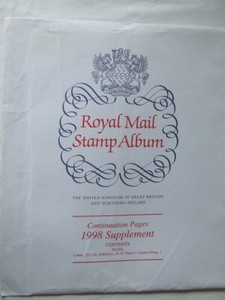 Royal Mail
Stamp Album
THE UNITED KINGDOM OF GREAT BRITAIN
AND NORTHERN IRELAND
Continuation Pages
1998 Supplement
CONTENTS